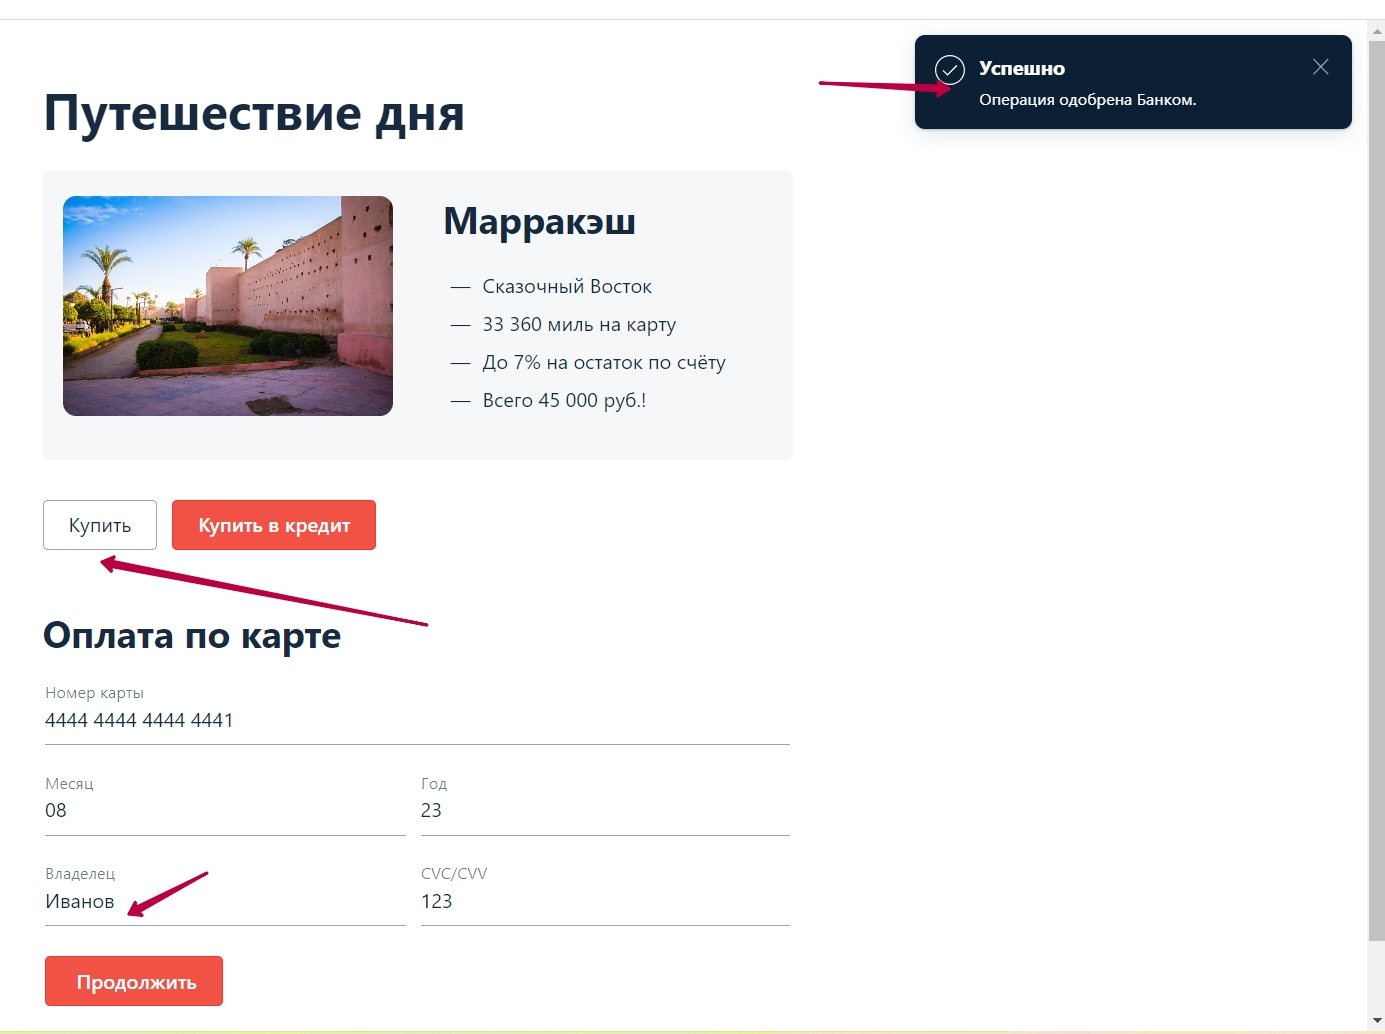 Путешествие дня
Успешно
Операция одобрена Банком.
Марракэш
— Сказочный Восток
— 33 360 миль на карту
— До 7% на остаток по счёту
— Всего 45 000 руб.!
Купить
Купить в кредит
Оплата по карте
Номер карты
4444 4444 4444 4441
Месяц
08
Год
23
Владелец
Иванов
CVC/CVV
123
Продолжить